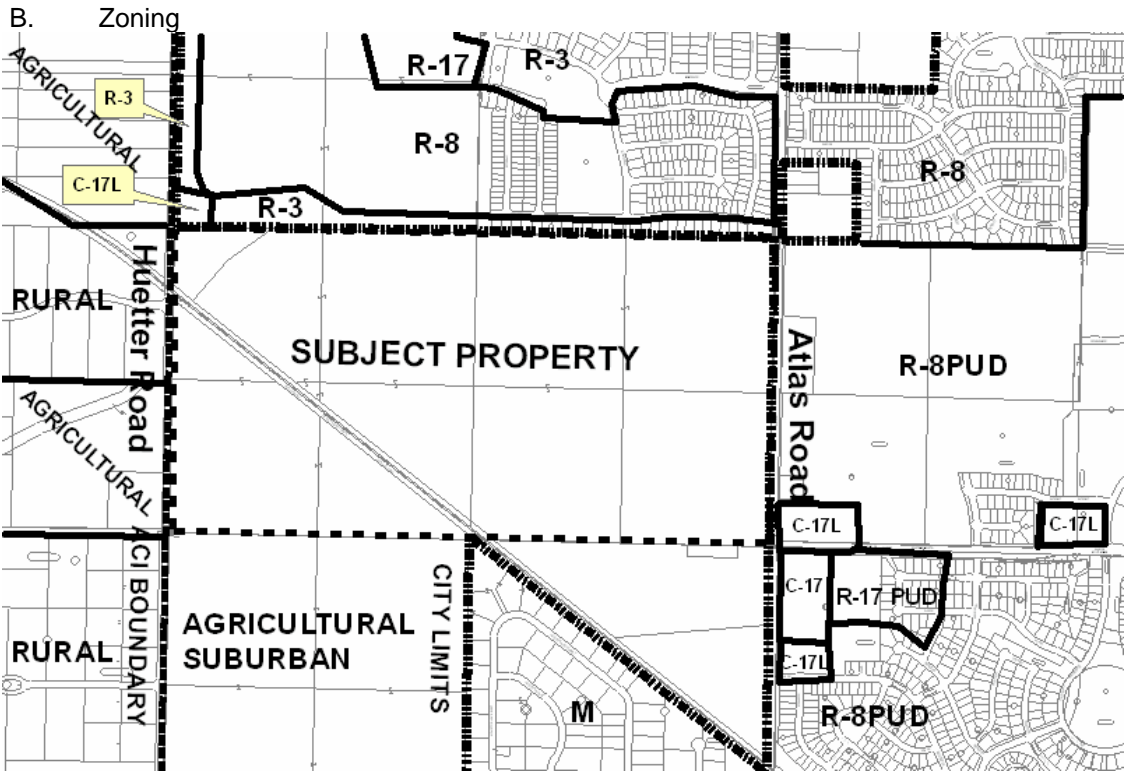 B. Zoning
AGRICULTURAL
R-17
R-3
R-3
R-8
R-8
C-17L
R-3
Huetter Road
RURAL
SUBJECT PROPERTY
Atlas Road
R-8PUD
AGRICULTURAL
C-17L
C-17L
ACI BOUNDARY
CITY LIMITS
C-17
R-17 PUD
AGRICULTURAL
SUBURBAN
RURAL
C-17L
M
R-8PUD